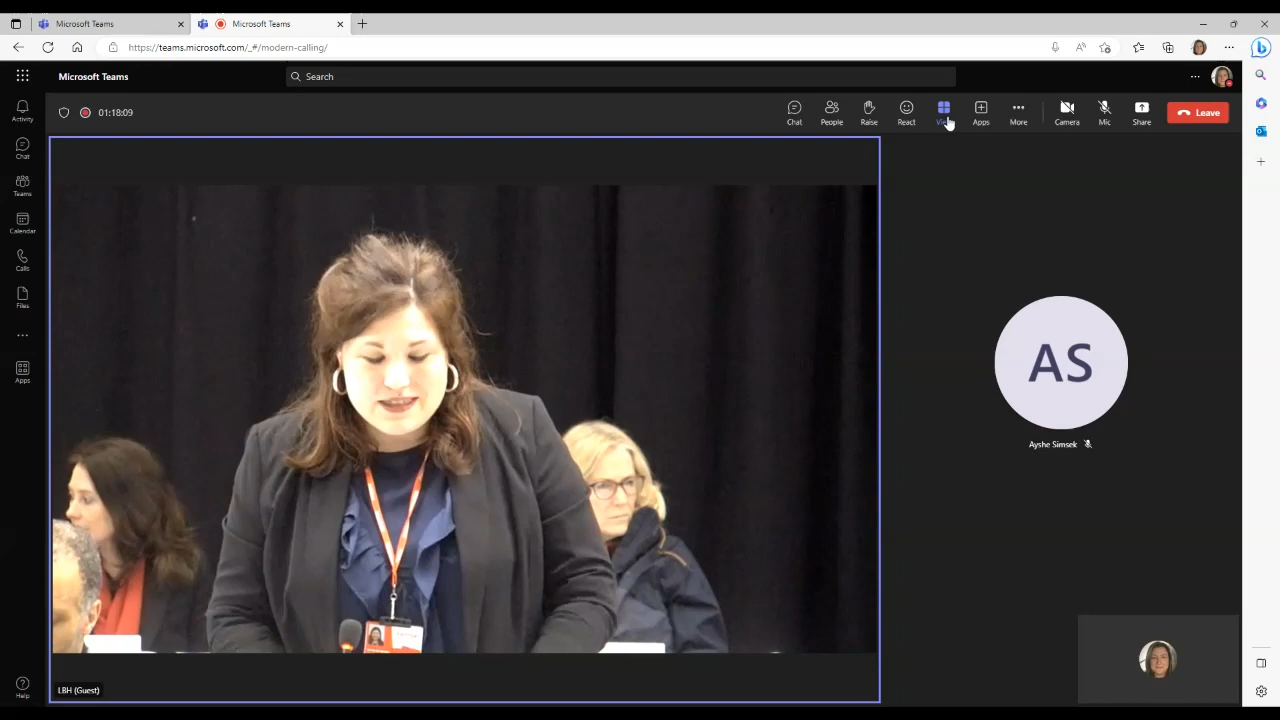 Microsoft Teams
Microsoft Teams
https://teams.microsoft.com/_#/modern-calling/
Microsoft Teams
Search
01:18:09
Chat
People
Raise
React
Apps
More
Camera
Mic
Share
Leave
Activity
Chat
Teams
Calendar
Calls
Files
Apps
Help
AS
Ayshe Simsek
LBH (Guest)